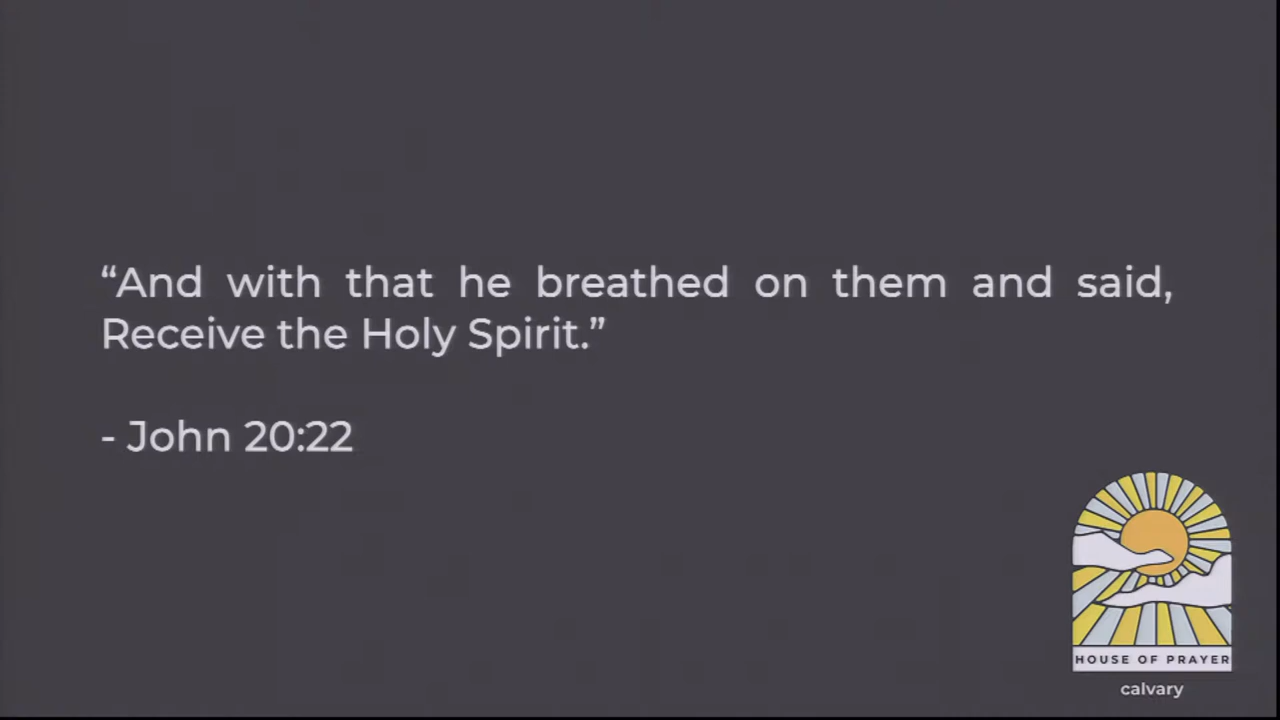 “And with that he breathed on them and said,
Receive the Holy Spirit.”
- John 20:22
HOUSE OF PRAYER
calvary